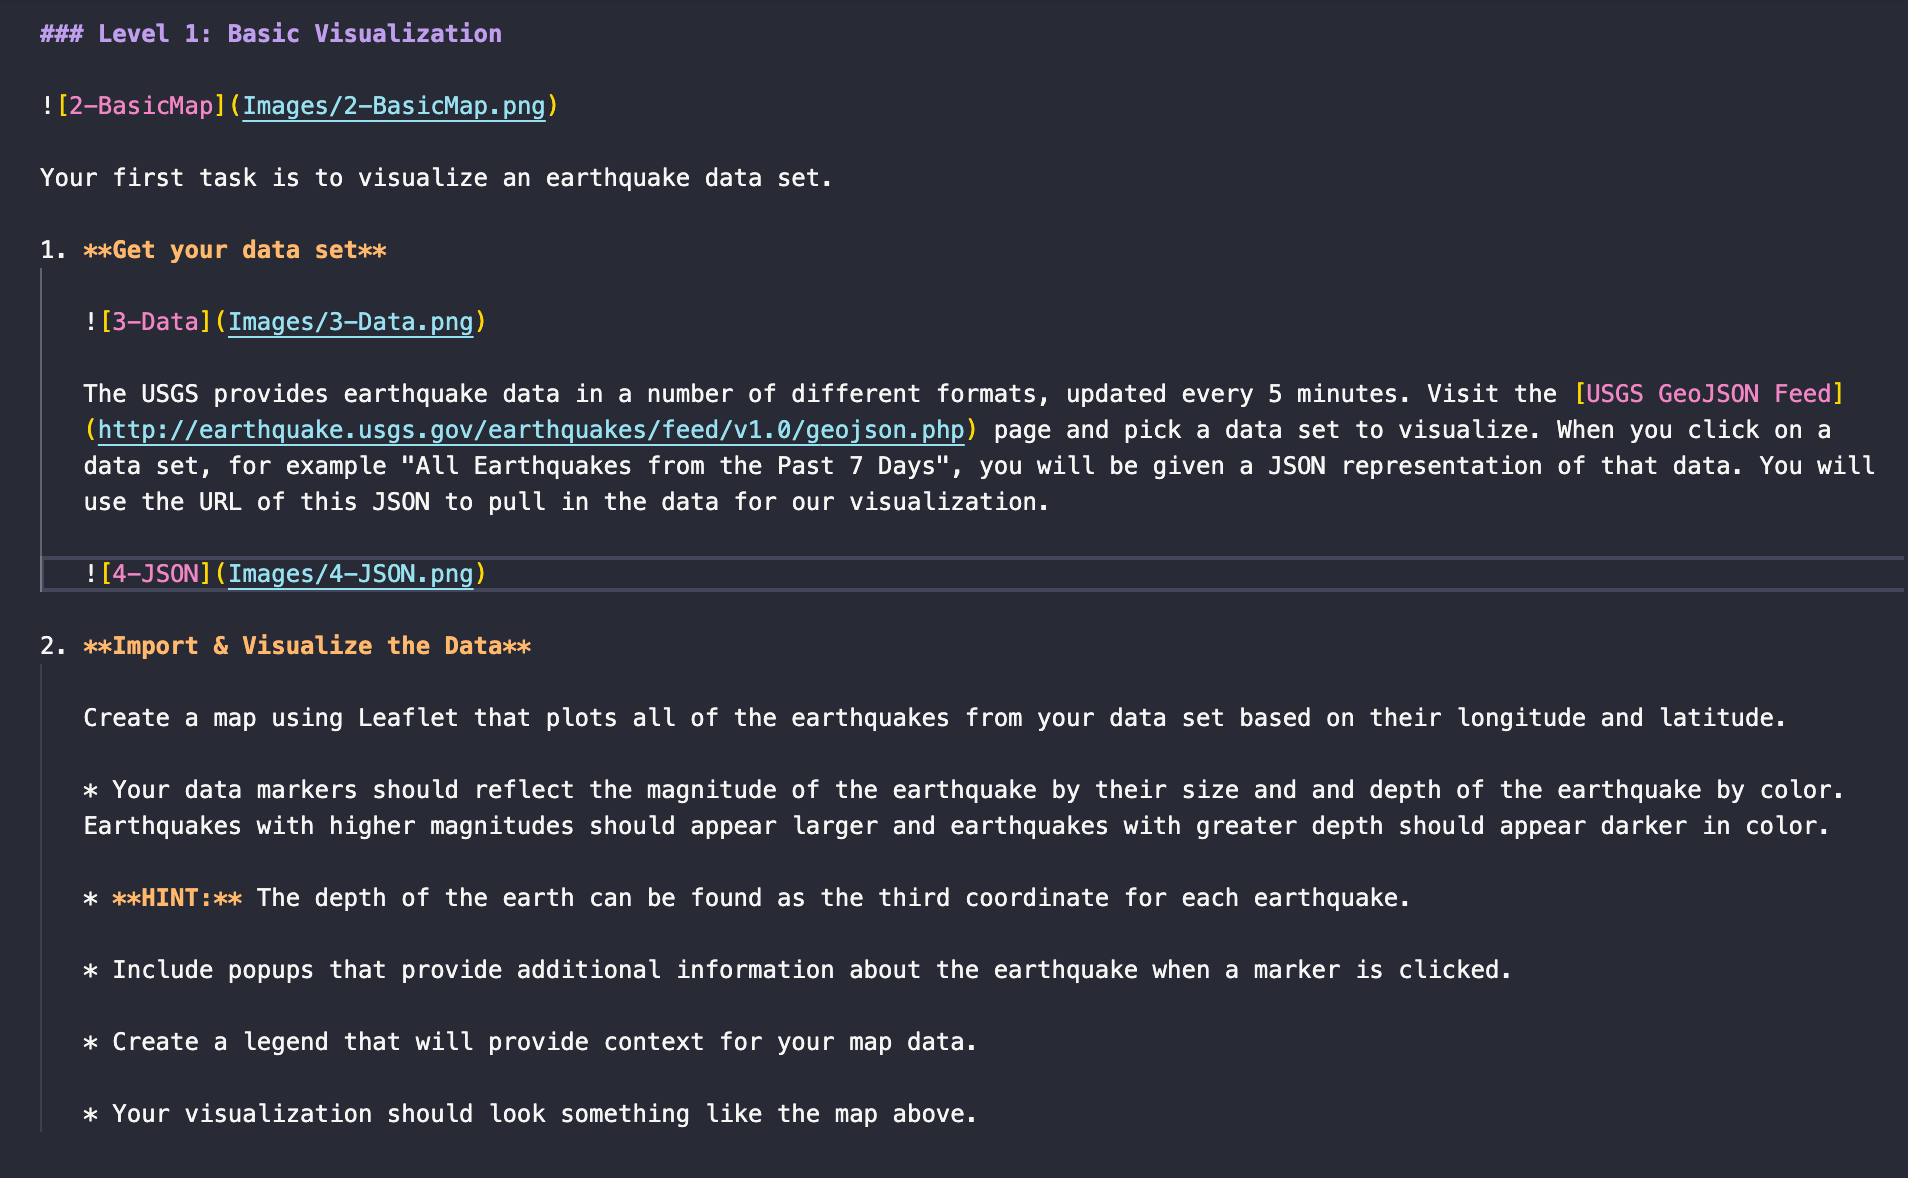 ### Level 1: Basic Visualization
![2-BasicMap](Images/2-BasicMap.png)
Your first task is to visualize an earthquake data set.
1. **Get your data set**
![3-Data](Images/3-Data.png)
The USGS provides earthquake data in a number of different formats, updated every 5 minutes. Visit the [USGS GeoJSON Feed]
(http://earthquake.usgs.gov/earthquakes/feed/v1.0/geojson.php) page and pick a data set to visualize. When you click on a
data set, for example "All Earthquakes from the Past 7 Days", you will be given a JSON representation of that data. You will
use the URL of this JSON to pull in the data for our visualization.
![4-JSON](Images/4-JSON.png)
2. **Import & Visualize the Data**
Create a map using Leaflet that plots all of the earthquakes from your data set based on their longitude and latitude.
* Your data markers should reflect the magnitude of the earthquake by their size and and depth of the earthquake by color.
Earthquakes with higher magnitudes should appear larger and earthquakes with greater depth should appear darker in color.
* **HINT:** The depth of the earth can be found as the third coordinate for each earthquake.
* Include popups that provide additional information about the earthquake when a marker is clicked.
* Create a legend that will provide context for your map data.
* Your visualization should look something like the map above.